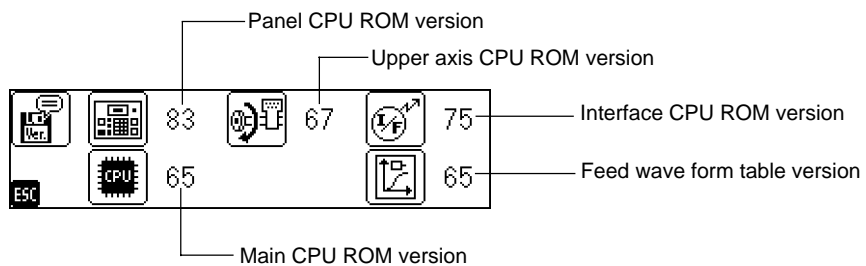 Panel CPU ROM version
Upper axis CPU ROM version
Ver. 83 67 I/F 75
Interface CPU ROM version
ESC CPU 65 65
Feed wave form table version
Main CPU ROM version